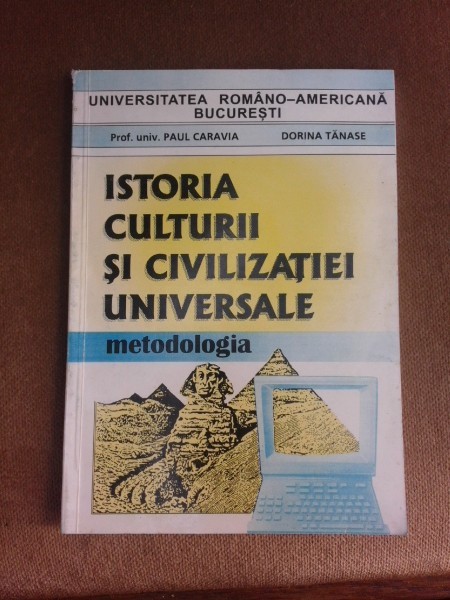 UNIVERSITATEA ROMÂNO–AMERICANĂ
BUCUREȘTI
Prof. univ. PAUL CARAVIA DORINA TĂNASE
ISTORIA
CULTURII
ȘI CIVILIZAȚIEI
UNIVERSALE
metodologia